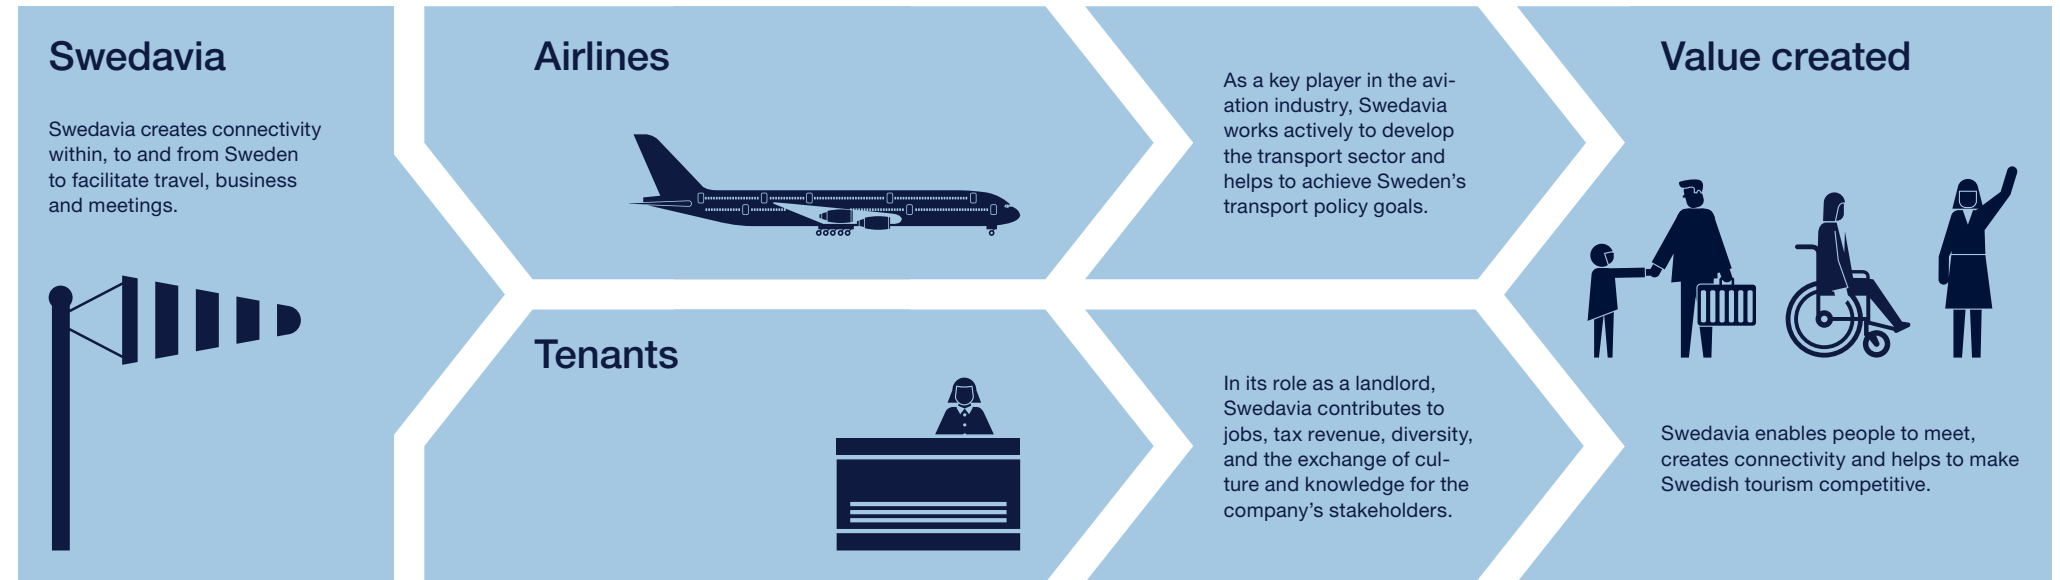 Swedavia
Swedavia creates connectivity
within, to and from Sweden
to facilitate travel, business
and meetings.
Airlines
As a key player in the avi-
ation industry, Swedavia
works actively to develop
the transport sector and
helps to achieve Sweden's
transport policy goals.
Tenants
In its role as a landlord,
Swedavia contributes to
jobs, tax revenue, diversity,
and the exchange of cul-
ture and knowledge for the
company's stakeholders.
Value created
Swedavia enables people to meet,
creates connectivity and helps to make
Swedish tourism competitive.